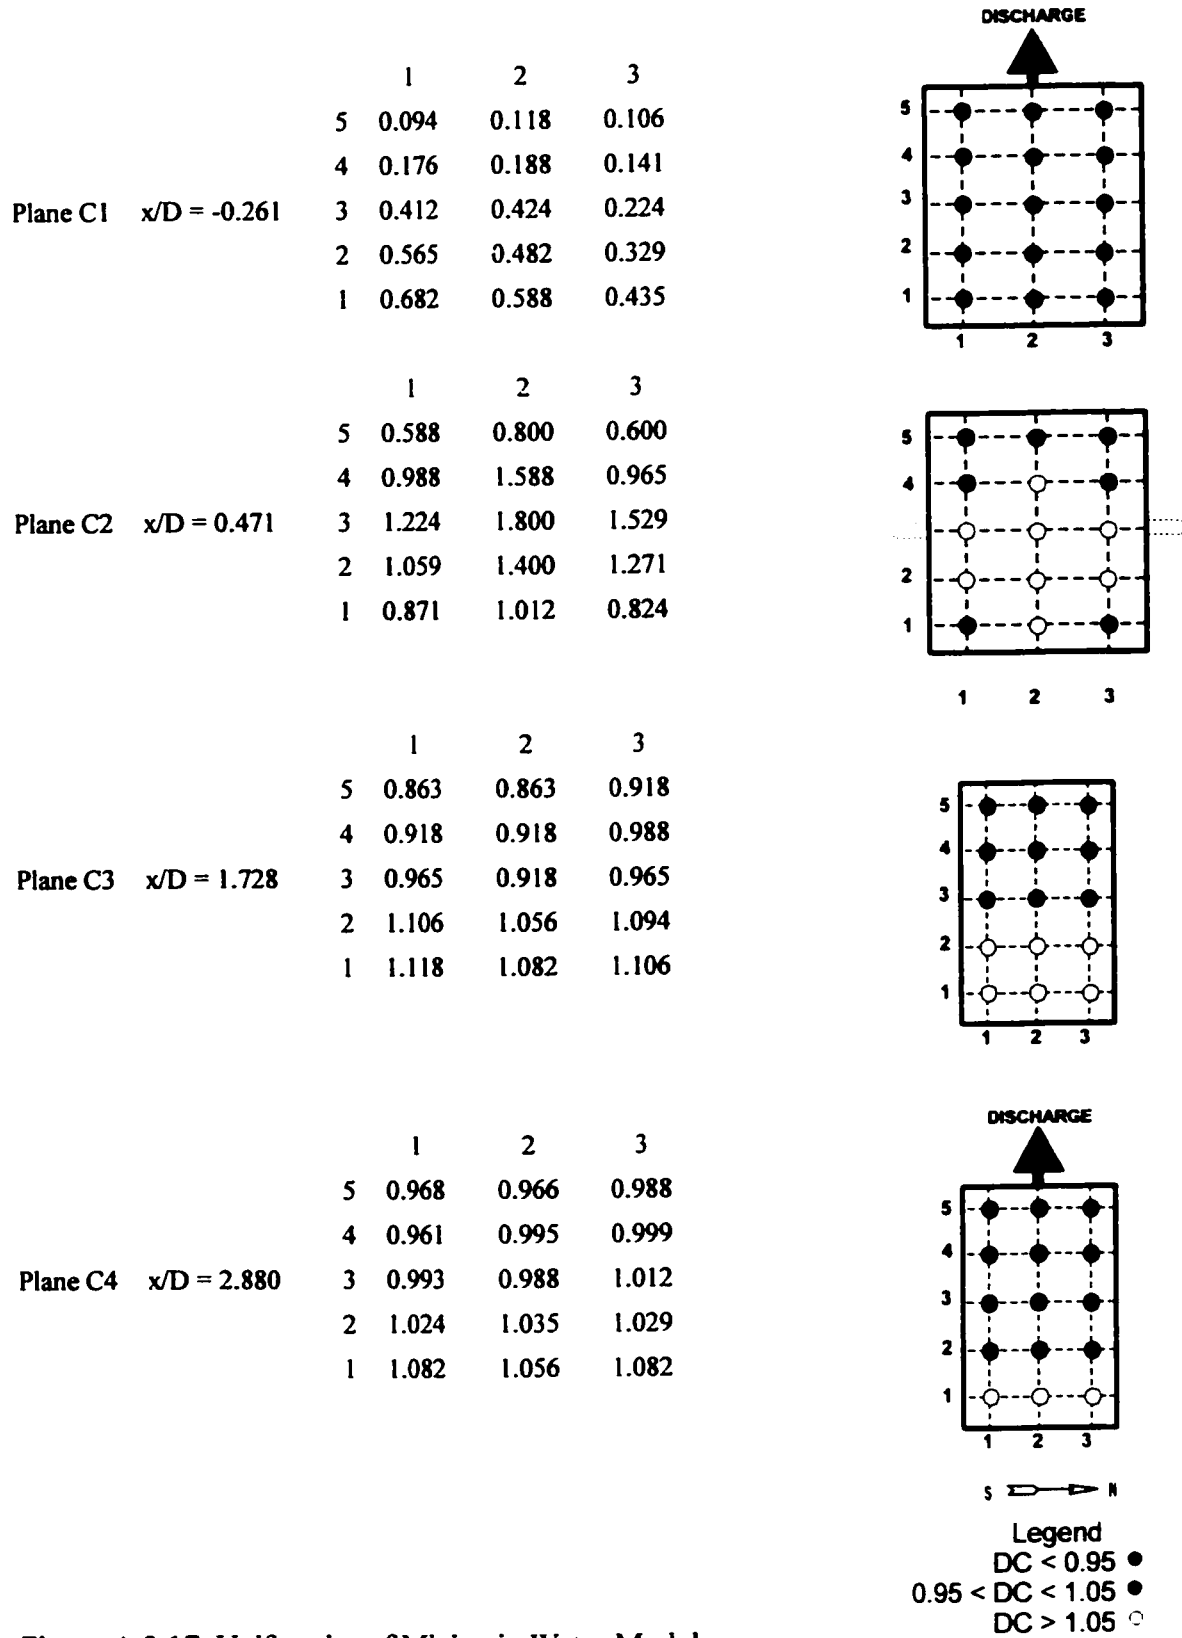 DISCHARGE
1 2 3
5 0.094 0.118 0.106
4 0.176 0.188 0.141
Plane C1 x/D = -0.261 3 0.412 0.424 0.224
2 0.565 0.482 0.329
1 0.682 0.588 0.435
5
4
3
2
1
1 2 3
1 2 3
5 0.588 0.800 0.600
4 0.988 1.588 0.965
Plane C2 x/D = 0.471 3 1.224 1.800 1.529
2 1.059 1.400 1.271
1 0.871 1.012 0.824
5
4
2
1
1 2 3
1 2 3
5 0.863 0.863 0.918
4 0.918 0.918 0.988
Plane C3 x/D = 1.728 3 0.965 0.918 0.965
2 1.106 1.056 1.094
1 1.118 1.082 1.106
5
4
3
2
1
1 2 3
DISCHARGE
1 2 3
5 0.968 0.966 0.988
4 0.961 0.995 0.999
Plane C4 x/D = 2.880 3 0.993 0.988 1.012
2 1.024 1.035 1.029
1 1.082 1.056 1.082
5
4
3
2
1
1 2 3
S N
Legend
DC < 0.95
0.95 < DC < 1.05
DC > 1.05